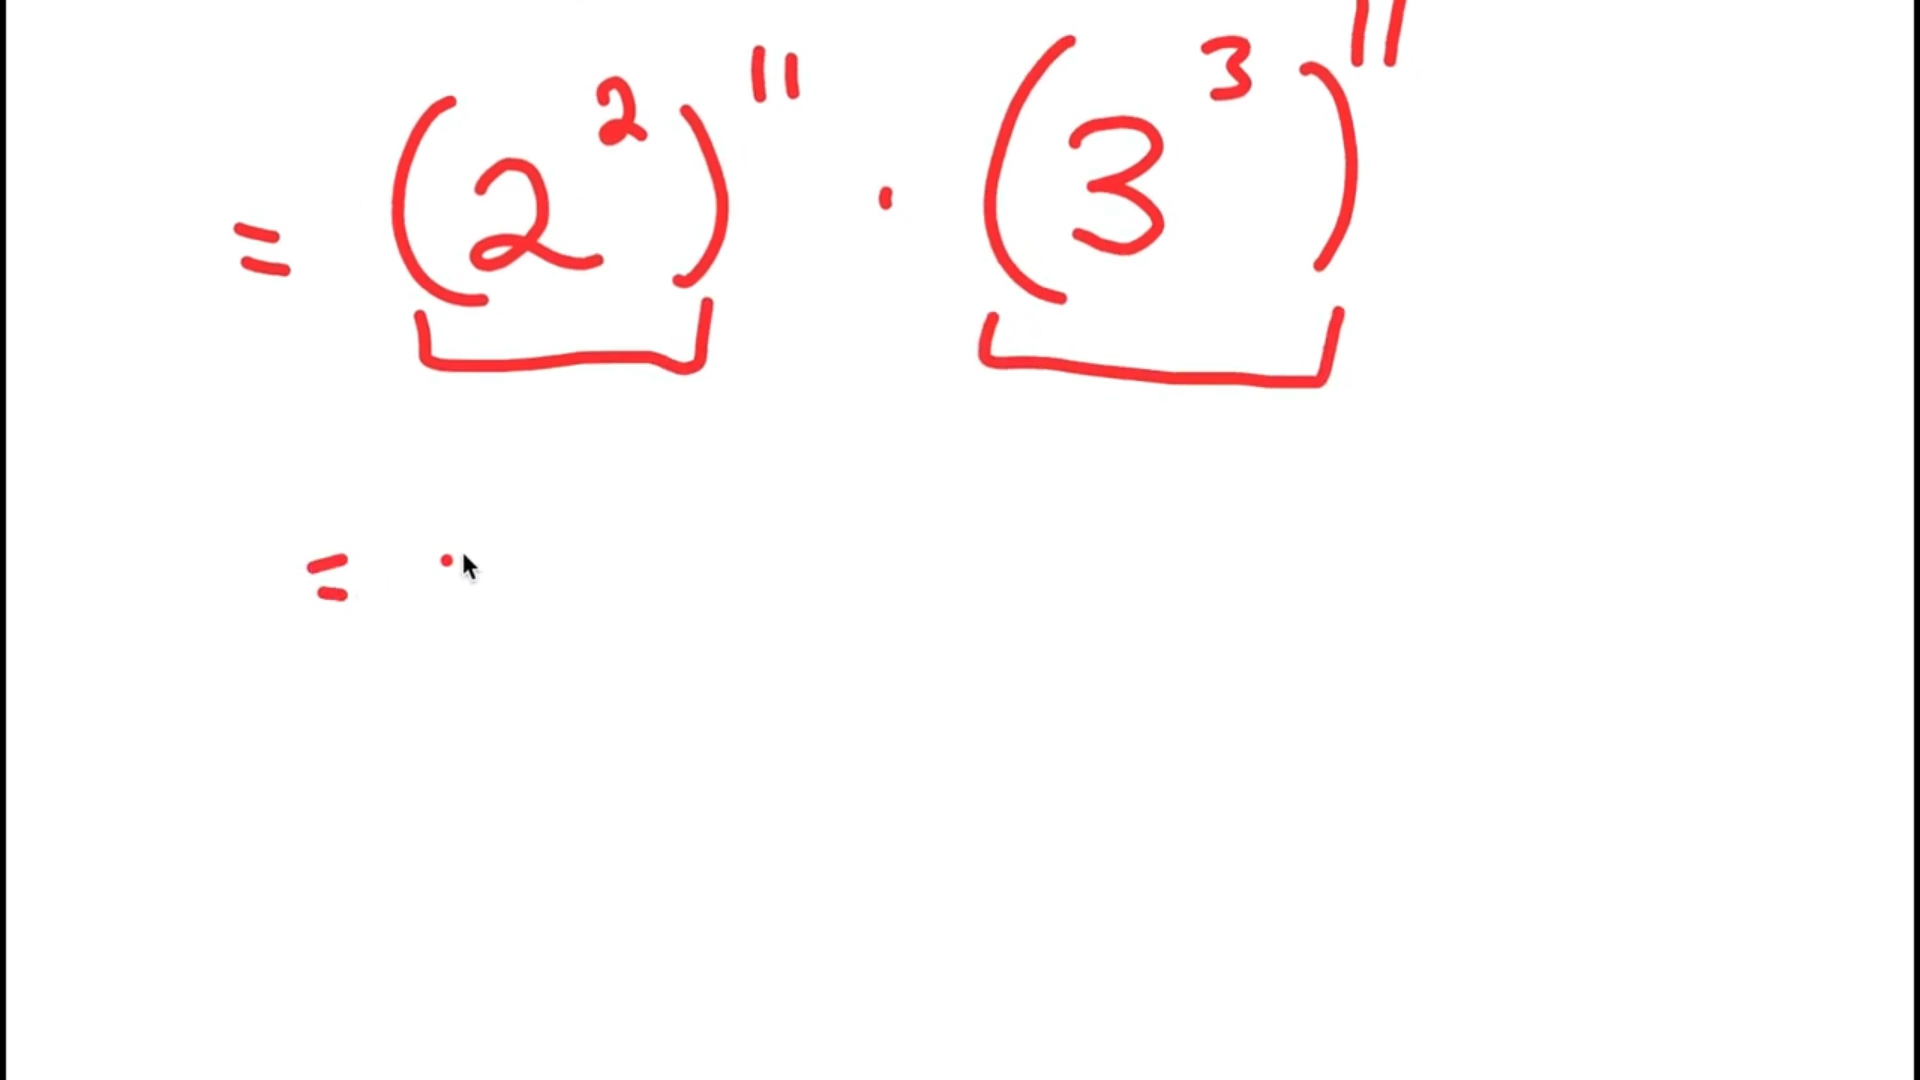 = (2²)¹¹ · (3³)¹¹
= ·